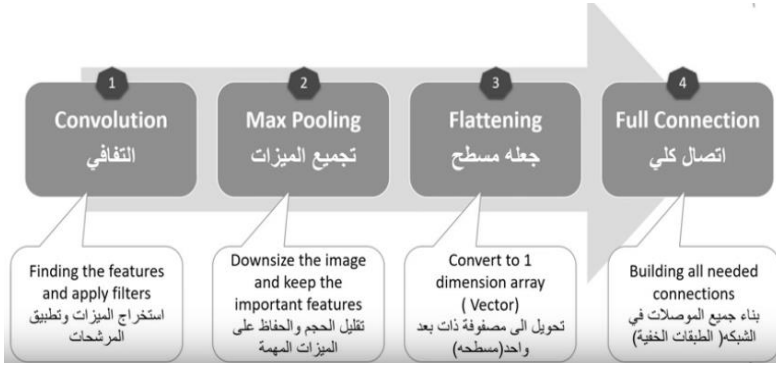 1
Convolution
التفافي
2
Max Pooling
تجميع الميزات
3
Flattening
جعله مسطح
4
Full Connection
اتصال كلي
Finding the features
and apply filters
استخراج الميزات وتطبيق
المرشحات
Downsize the image
and keep the
important features
تقليل الحجم والحفاظ على
الميزات المهمة
Convert to 1
dimension array
( Vector)
تحويل الى مصفوفة ذات بعد
واحد(مسطحه)
Building all needed
connections
بناء جميع الموصلات في
الشبكه( الطبقات الخفية)